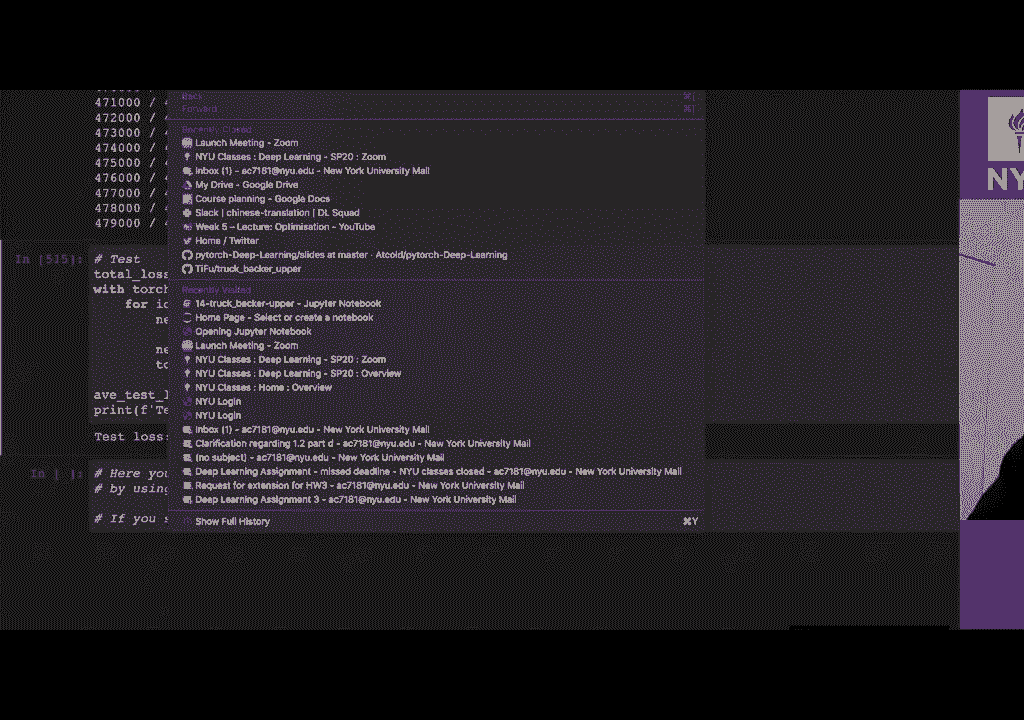 471000 / 4
472000 / 4
473000 / 4
474000 / 4
475000 / 4
476000 / 4
477000 / 4
478000 / 4
479000 / 4
Back ⌘[
Forward ⌘]
Recently Closed
Launch Meeting - Zoom
NYU Classes : Deep Learning - SP20 : Zoom
Inbox (1) - ac7181@nyu.edu - New York University Mail
My Drive - Google Drive
Course planning - Google Docs
Slack | chinese-translation | DL Squad
Week 5 – Lecture: Optimisation - YouTube
Home / Twitter
pytorch-Deep-Learning/slides at master · Atcold/pytorch-Deep-Learning
TiFu/truck_backer_upper
Recently Visited
14-truck_backer-upper - Jupyter Notebook
Home Page - Select or create a notebook
Opening Jupyter Notebook
Launch Meeting - Zoom
NYU Classes : Deep Learning - SP20 : Zoom
NYU Classes : Deep Learning - SP20 : Overview
NYU Classes : Home : Overview
NYU Login
NYU Login
Inbox (1) - ac7181@nyu.edu - New York University Mail
Clarification regarding 1.2 part d - ac7181@nyu.edu - New York University Mail
(no subject) - ac7181@nyu.edu - New York University Mail
Deep Learning Assignment - missed deadline - NYU classes closed - ac7181@nyu.edu - New York University Mail
Request for extension for HW3 - ac7181@nyu.edu - New York University Mail
Deep Learning Assignment 3 - ac7181@nyu.edu - New York University Mail
Show Full History ⌘Y
In [515]:
# Test
total_loss
with torch
for
ne
ne
to
ave_test_l
print(f'Te
Test loss:
In [ ]:
# Here you
# by using
# If you s
NY